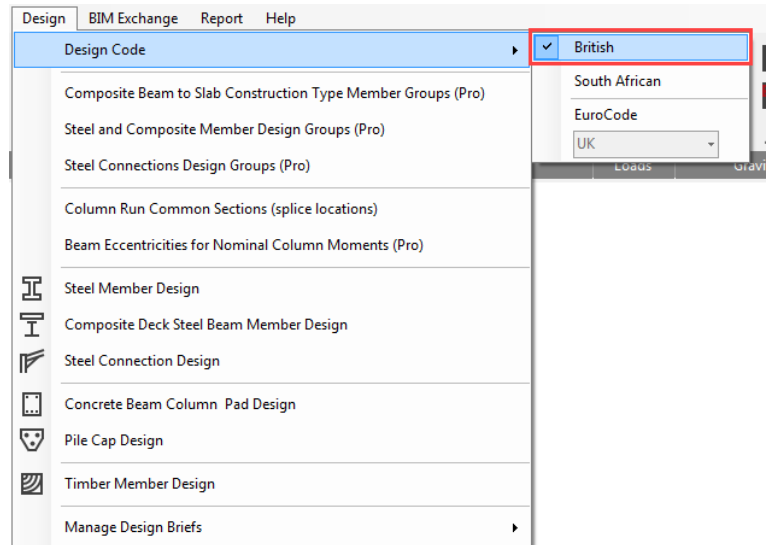 Design BIM Exchange Report Help
Design Code
British
South African
EuroCode
UK
Loads
Composite Beam to Slab Construction Type Member Groups (Pro)
Steel and Composite Member Design Groups (Pro)
Steel Connections Design Groups (Pro)
Column Run Common Sections (splice locations)
Beam Eccentricities for Nominal Column Moments (Pro)
Steel Member Design
Composite Deck Steel Beam Member Design
Steel Connection Design
Concrete Beam Column Pad Design
Pile Cap Design
Timber Member Design
Manage Design Briefs